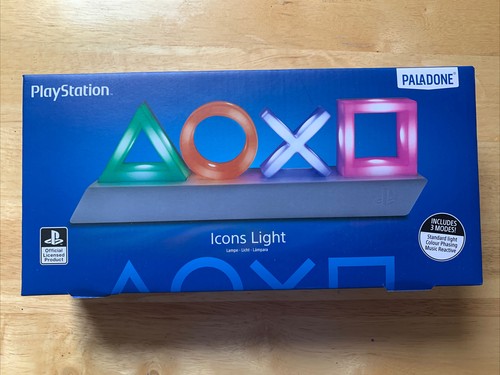 PlayStation
PALADONE
Icons Light
Lampe · Licht · Lámpara
Official
Licensed
Product
INCLUDES
3 MODES!
Standard light
Colour Phasing
Music Reactive